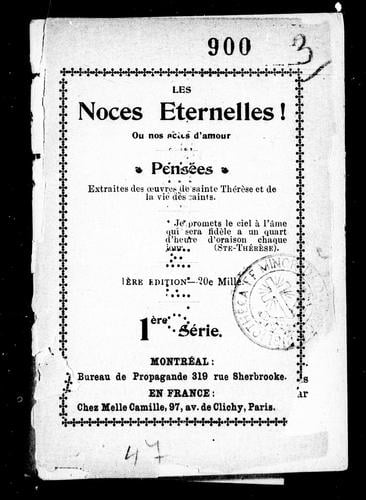 900
3
LES
Noces Eternelles !
Ou nos actes d'amour
Pensées
Extraites des œuvres de sainte Thérèse et de
la vie des saints.
Je promets le ciel à l'âme
qui sera fidèle a un quart
d'heure d'oraison chaque
jour. (STE-THÉRÈSE).
1ÈRE EDITION—20e Mille
1ère Série.
MONTRÉAL :
Bureau de Propagande 319 rue Sherbrooke.
EN FRANCE :
Chez Melle Camille, 97, av. de Clichy, Paris.
47